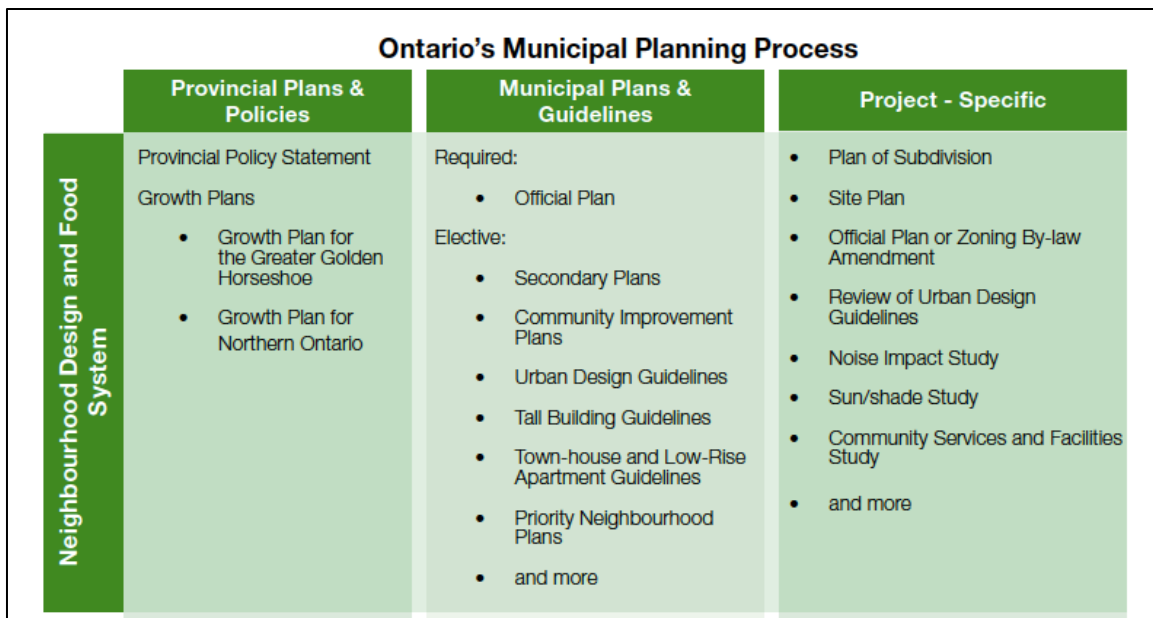 Ontario's Municipal Planning Process
Provincial Plans &
Policies
Municipal Plans &
Guidelines
Project - Specific
Neighbourhood Design and Food
System
Provincial Policy Statement
Growth Plans
• Growth Plan for
the Greater Golden
Horseshoe
• Growth Plan for
Northern Ontario
Required:
• Official Plan
Elective:
• Secondary Plans
• Community Improvement
Plans
• Urban Design Guidelines
• Tall Building Guidelines
• Town-house and Low-Rise
Apartment Guidelines
• Priority Neighbourhood
Plans
• and more
• Plan of Subdivision
• Site Plan
• Official Plan or Zoning By-law
Amendment
• Review of Urban Design
Guidelines
• Noise Impact Study
• Sun/shade Study
• Community Services and Facilities
Study
• and more